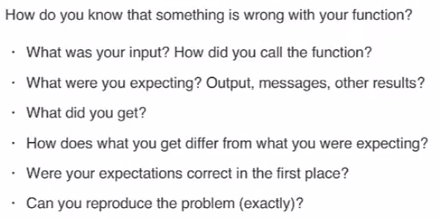 How do you know that something is wrong with your function?
· What was your input? How did you call the function?
· What were you expecting? Output, messages, other results?
· What did you get?
· How does what you get differ from what you were expecting?
· Were your expectations correct in the first place?
· Can you reproduce the problem (exactly)?